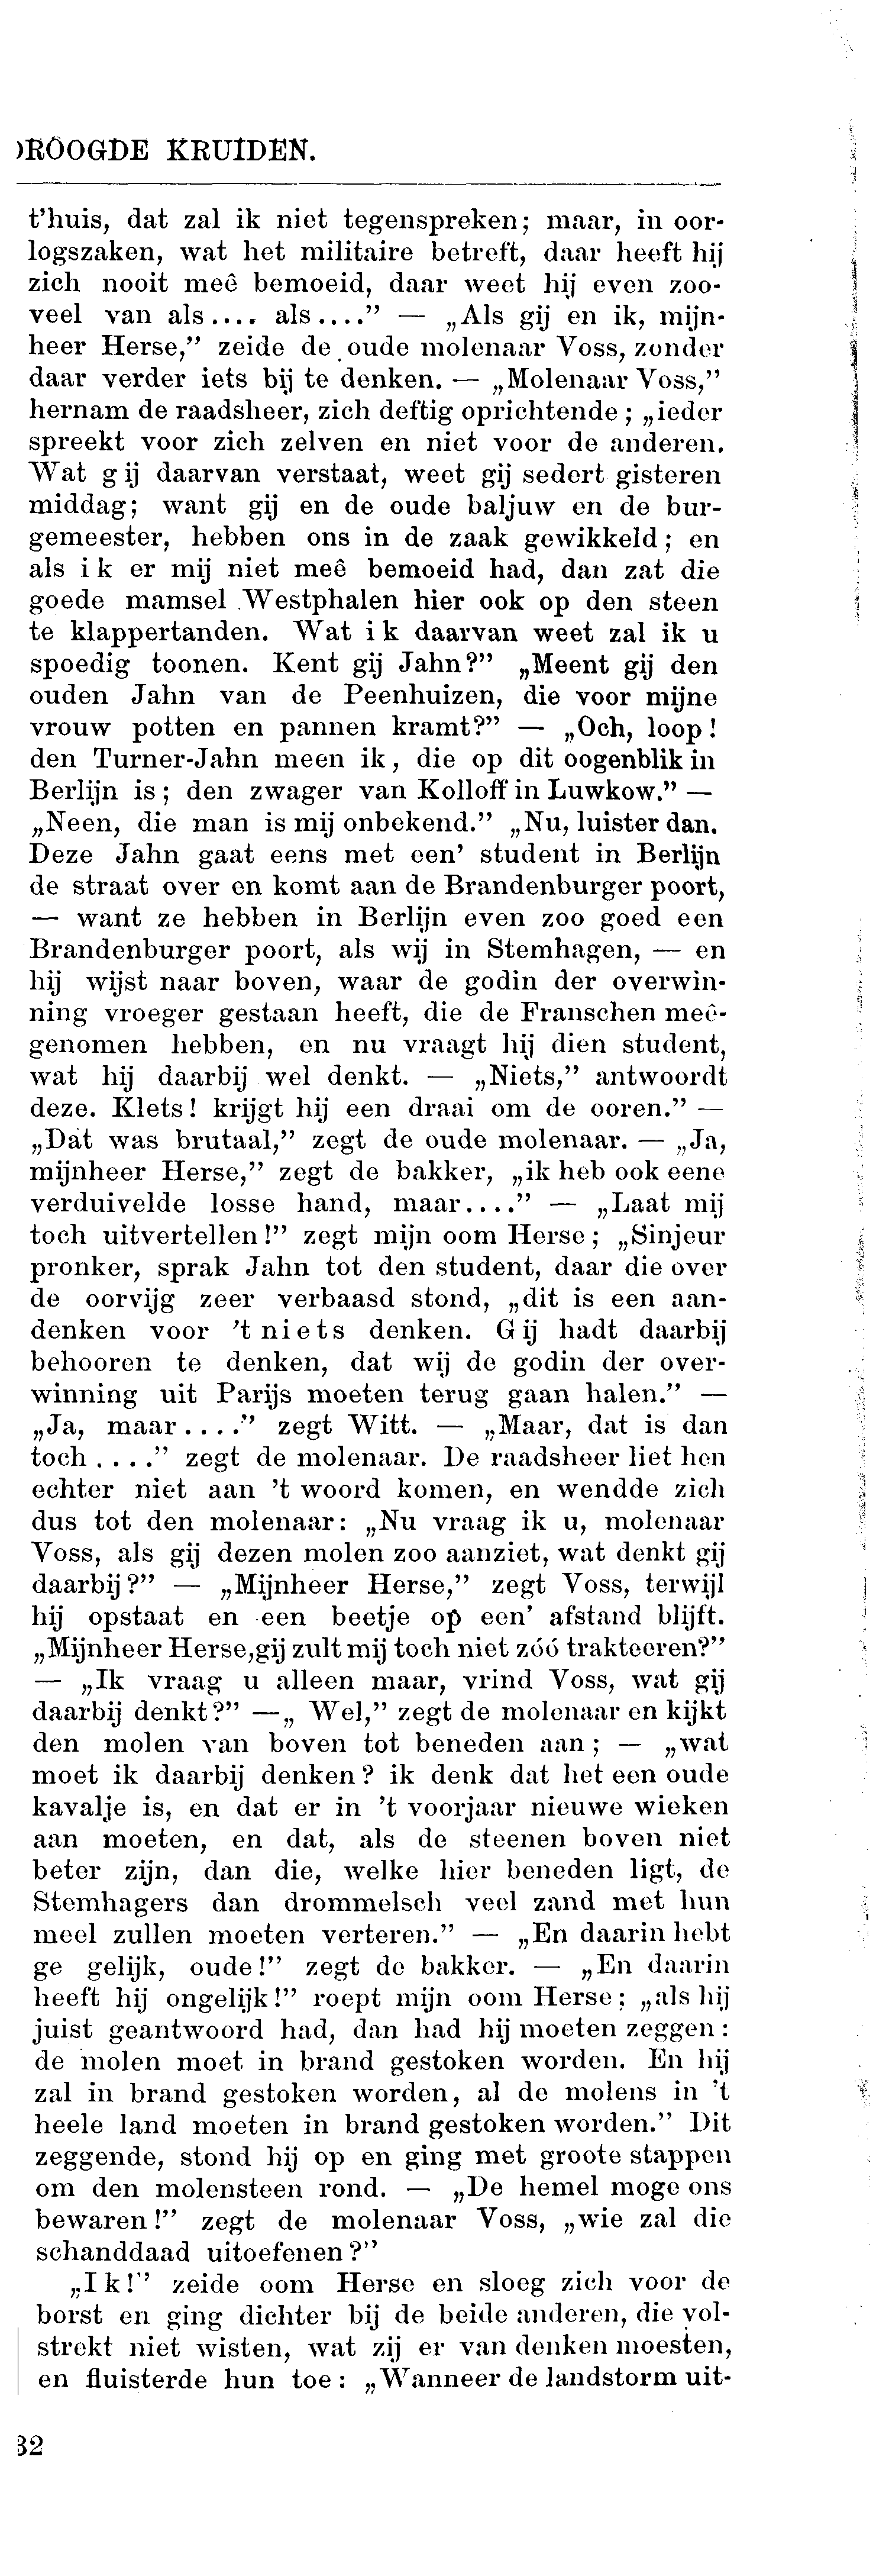 ROOGDE KRUIDEN.
t'huis, dat zal ik niet tegenspreken; maar, in oor-
logszaken, wat het militaire betreft, daar heeft hij
zich nooit meê bemoeid, daar weet hij even zoo-
veel van als.... als....” — „Als gij en ik, mijn-
heer Herse,” zeide de oude molenaar Voss, zonder
daar verder iets bij te denken. — „Molenaar Voss,”
hernam de raadsheer, zich deftig oprichtende; „ieder
spreekt voor zich zelven en niet voor de anderen.
Wat gij daarvan verstaat, weet gij sedert gisteren
middag; want gij en de oude baljuw en de bur-
gemeester, hebben ons in de zaak gewikkeld; en
als ik er mij niet meê bemoeid had, dan zat die
goede mamsel Westphalen hier ook op den steen
te klappertanden. Wat ik daarvan weet zal ik u
spoedig toonen. Kent gij Jahn?” „Meent gij den
ouden Jahn van de Peenhuizen, die voor mijne
vrouw potten en pannen kramt?” — „Och, loop!
den Turner-Jahn meen ik, die op dit oogenblik in
Berlijn is; den zwager van Kolloff in Luwkow.” —
„Neen, die man is mij onbekend.” „Nu, luister dan.
Deze Jahn gaat eens met een' student in Berlijn
de straat over en komt aan de Brandenburger poort,
— want ze hebben in Berlijn even zoo goed een
Brandenburger poort, als wij in Stemhagen, — en
hij wijst naar boven, waar de godin der overwin-
ning vroeger gestaan heeft, die de Franschen meê-
genomen hebben, en nu vraagt hij dien student,
wat hij daarbij wel denkt. — „Niets,” antwoordt
deze. Klets! krijgt hij een draai om de ooren.” —
„Dat was brutaal,” zegt de oude molenaar. — „Ja,
mijnheer Herse,” zegt de bakker, „ik heb ook eene
verduivelde losse hand, maar....” — „Laat mij
toch uitvertellen!” zegt mijn oom Herse; „Sinjeur
pronker, sprak Jahn tot den student, daar die over
de oorvijg zeer verbaasd stond, „dit is een aan-
denken voor 't niets denken. Gij hadt daarbij
behooren te denken, dat wij de godin der over-
winning uit Parijs moeten terug gaan halen.” —
„Ja, maar....” zegt Witt. — „Maar, dat is dan
toch....” zegt de molenaar. De raadsheer liet hen
echter niet aan 't woord komen, en wendde zich
dus tot den molenaar: „Nu vraag ik u, molenaar
Voss, als gij dezen molen zoo aanziet, wat denkt gij
daarbij?” — „Mijnheer Herse,” zegt Voss, terwijl
hij opstaat en een beetje op een' afstand blijft.
„Mijnheer Herse, gij zult mij toch niet zóó trakteeren?”
— „Ik vraag u alleen maar, vrind Voss, wat gij
daarbij denkt?” —„ Wel,” zegt de molenaar en kijkt
den molen van boven tot beneden aan; — „wat
moet ik daarbij denken? ik denk dat het een oude
kavalje is, en dat er in 't voorjaar nieuwe wieken
aan moeten, en dat, als de steenen boven niet
beter zijn, dan die, welke hier beneden ligt, de
Stemhagers dan drommelsch veel zand met hun
meel zullen moeten verteren.” — „En daarin hebt
ge gelijk, oude!” zegt de bakker. — „En daarin
heeft hij ongelijk!” roept mijn oom Herse; „als hij
juist geantwoord had, dan had hij moeten zeggen:
de molen moet in brand gestoken worden. En hij
zal in brand gestoken worden, al de molens in 't
heele land moeten in brand gestoken worden.” Dit
zeggende, stond hij op en ging met groote stappen
om den molensteen rond. — „De hemel moge ons
bewaren!” zegt de molenaar Voss, „wie zal die
schanddaad uitoefenen?”
„Ik!” zeide oom Herse en sloeg zich voor de
borst en ging dichter bij de beide anderen, die vol-
strekt niet wisten, wat zij er van denken moesten,
en fluisterde hun toe: „Wanneer de landstorm uit-
32